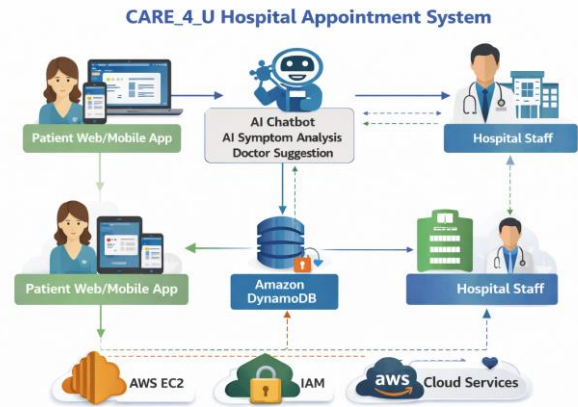 CARE_4_U Hospital Appointment System
Patient Web/Mobile App
AI Chatbot
AI Symptom Analysis
Doctor Suggestion
Hospital Staff
Patient Web/Mobile App
Amazon
DynamoDB
Hospital Staff
AWS EC2
IAM
aws
Cloud Services